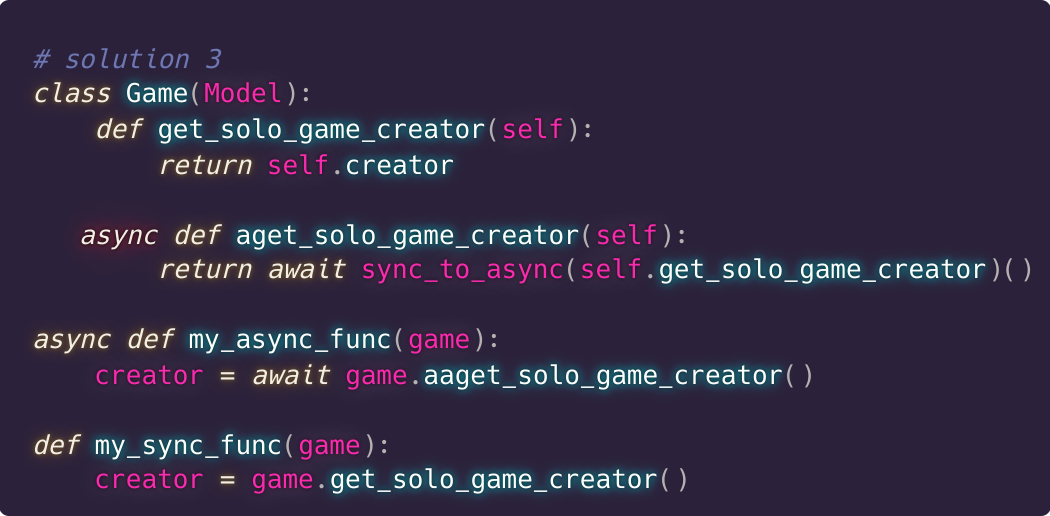 # solution 3
class Game(Model):
    def get_solo_game_creator(self):
        return self.creator
   async def aget_solo_game_creator(self):
        return await sync_to_async(self.get_solo_game_creator)()
async def my_async_func(game):
    creator = await game.aaget_solo_game_creator()
def my_sync_func(game):
    creator = game.get_solo_game_creator()